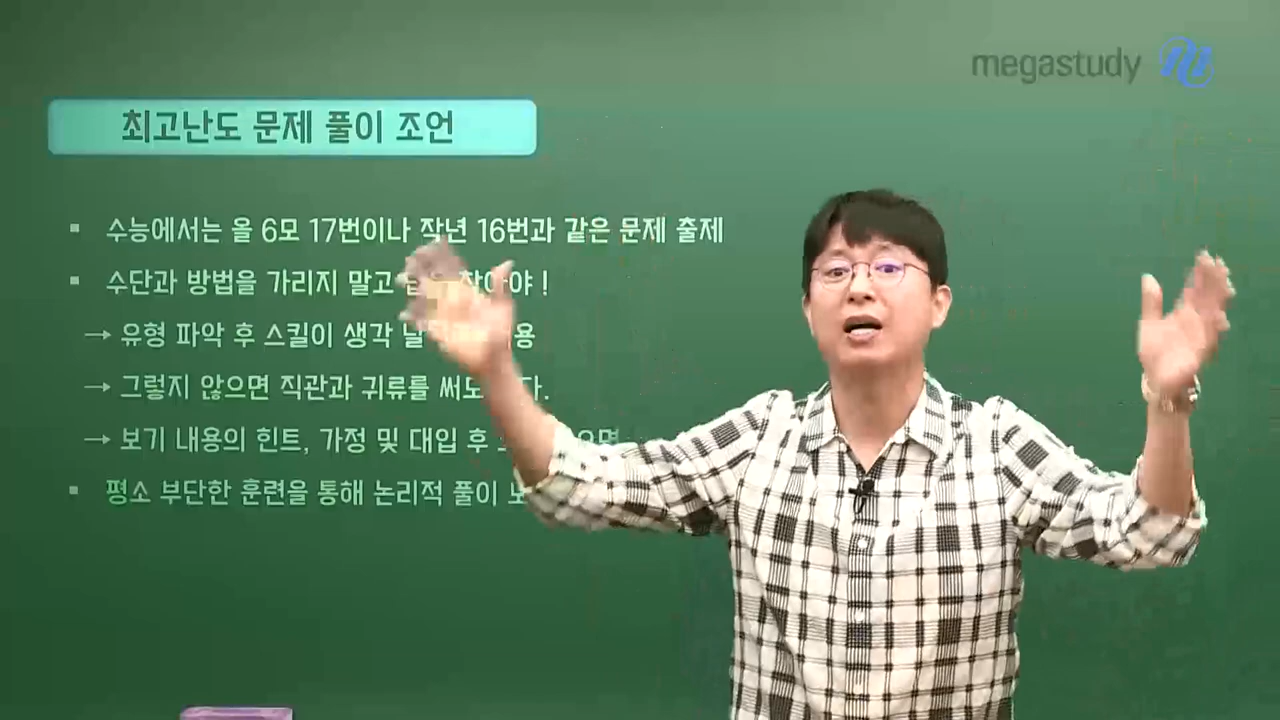 megastudy
최고난도 문제 풀이 조언
▪ 수능에서는 올 6모 17번이나 작년 16번과 같은 문제 출제
▪ 수단과 방법을 가리지 말고 찾아야 !
→ 유형 파악 후 스킬이 생각
→ 그렇지 않으면 직관과 귀류를 써도
→ 보기 내용의 힌트, 가정 및 대입 후
▪ 평소 부단한 훈련을 통해 논리적 풀이